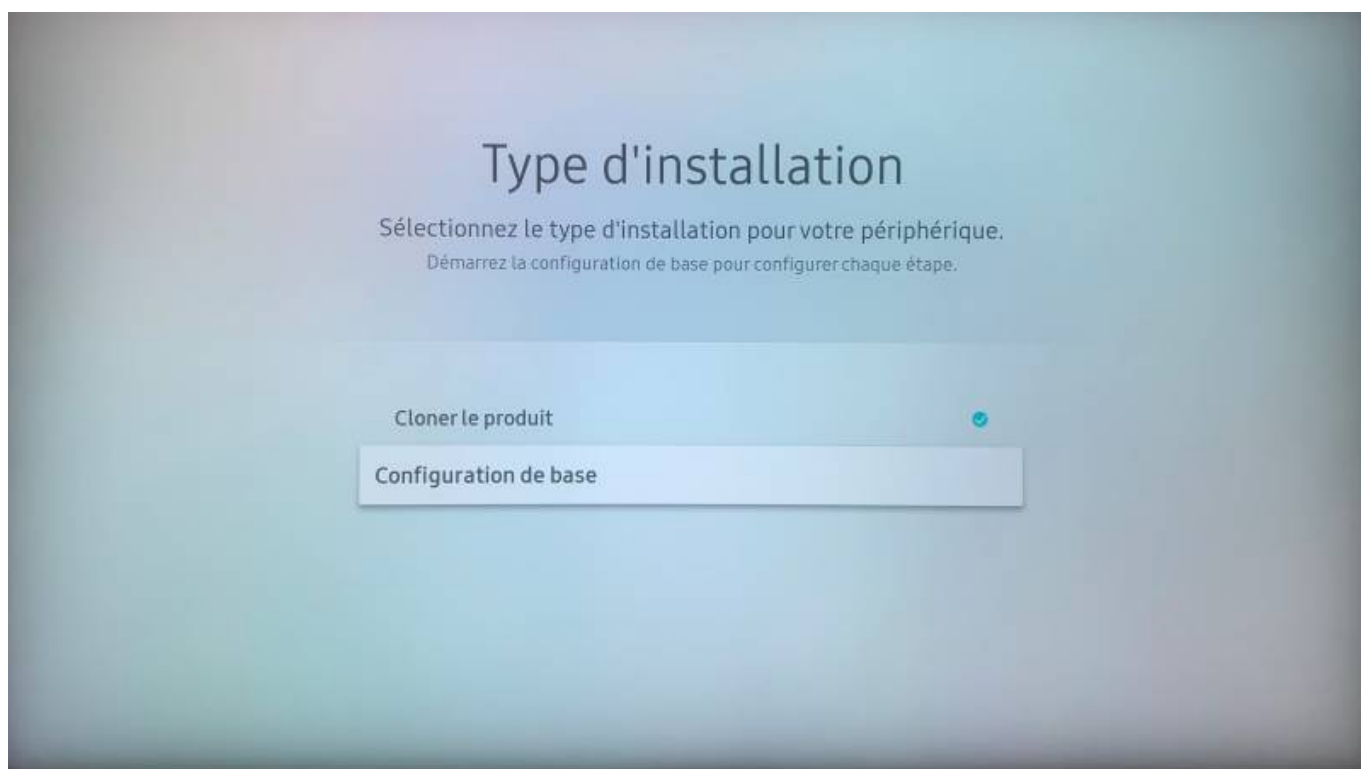 Type d'installation
Sélectionnez le type d'installation pour votre périphérique.
Démarrez la configuration de base pour configurer chaque étape.
Cloner le produit
Configuration de base